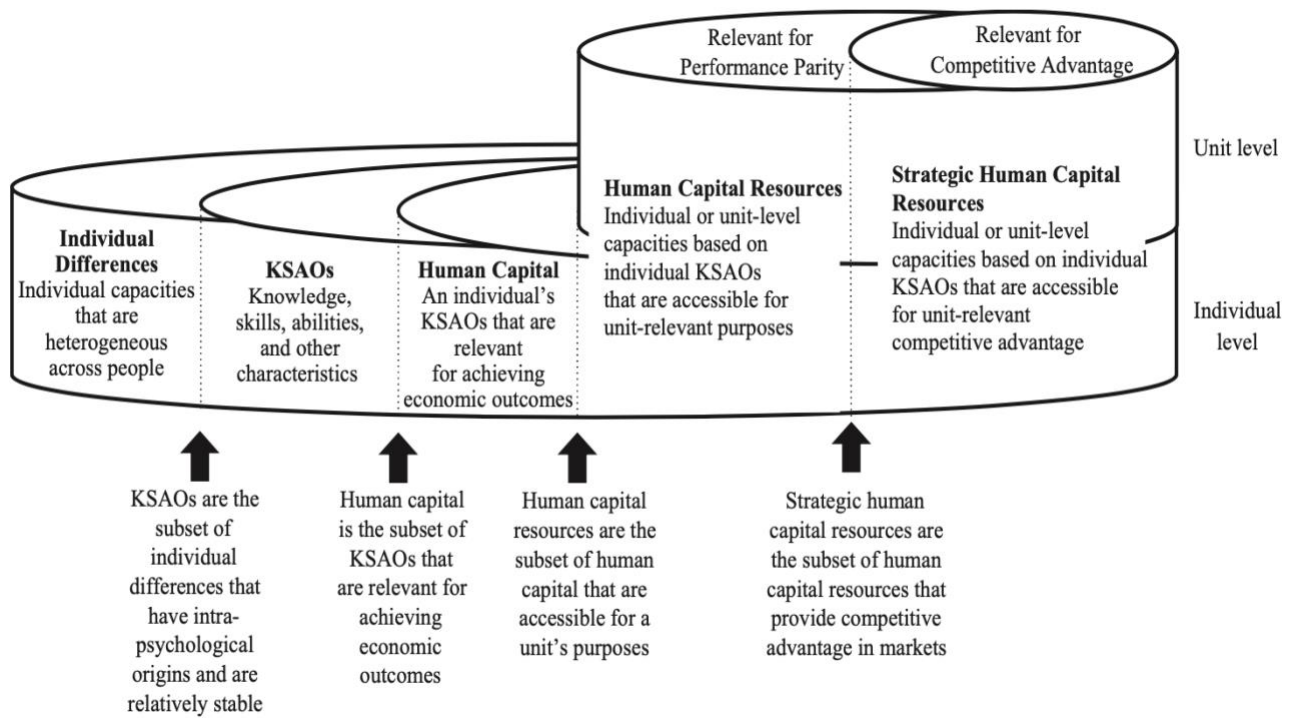 Relevant for
Performance Parity
Relevant for
Competitive Advantage
Unit level
Individual
level
Individual
Differences
Individual capacities
that are
heterogeneous
across people
KSAOs
Knowledge,
skills, abilities,
and other
characteristics
Human Capital
An individual's
KSAOs that are
relevant
for achieving
economic outcomes
Human Capital Resources
Individual or unit-level
capacities based on
individual KSAOs
that are accessible for
unit-relevant purposes
Strategic Human Capital
Resources
Individual or unit-level
capacities based on individual
KSAOs that are accessible
for unit-relevant
competitive advantage
KSAOs are the
subset of
individual
differences that
have intra-
psychological
origins and are
relatively stable
Human capital
is the subset of
KSAOs that
are relevant for
achieving
economic
outcomes
Human capital
resources are the
subset of human
capital that are
accessible for a
unit's purposes
Strategic human
capital resources are
the subset of human
capital resources that
provide competitive
advantage in markets